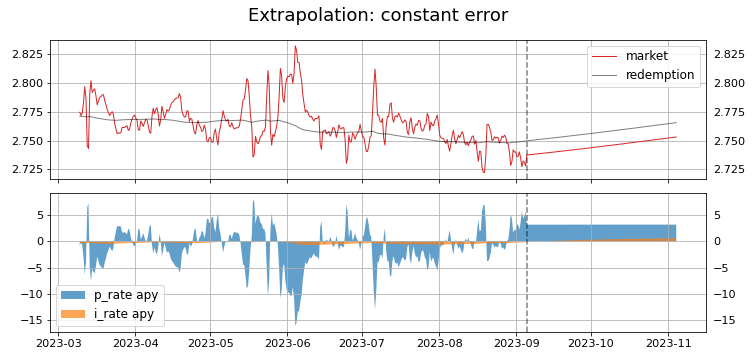 Extrapolation: constant error
2.825 2.825
market
redemption
2.800 2.800
2.775 2.775
2.750 2.750
2.725 2.725
5 5
0 0
−5 −5
−10 −10
−15 −15
p_rate apy
i_rate apy
2023-03 2023-04 2023-05 2023-06 2023-07 2023-08 2023-09 2023-10 2023-11